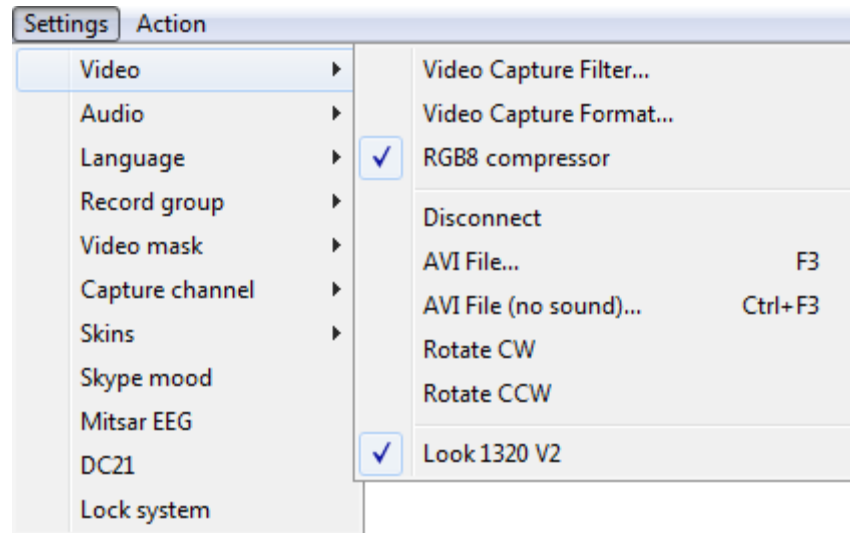 Settings Action
Video
Audio
Language
Record group
Video mask
Capture channel
Skins
Skype mood
Mitsar EEG
DC21
Lock system
Video Capture Filter...
Video Capture Format...
RGB8 compressor
Disconnect
AVI File... F3
AVI File (no sound)... Ctrl+F3
Rotate CW
Rotate CCW
Look 1320 V2